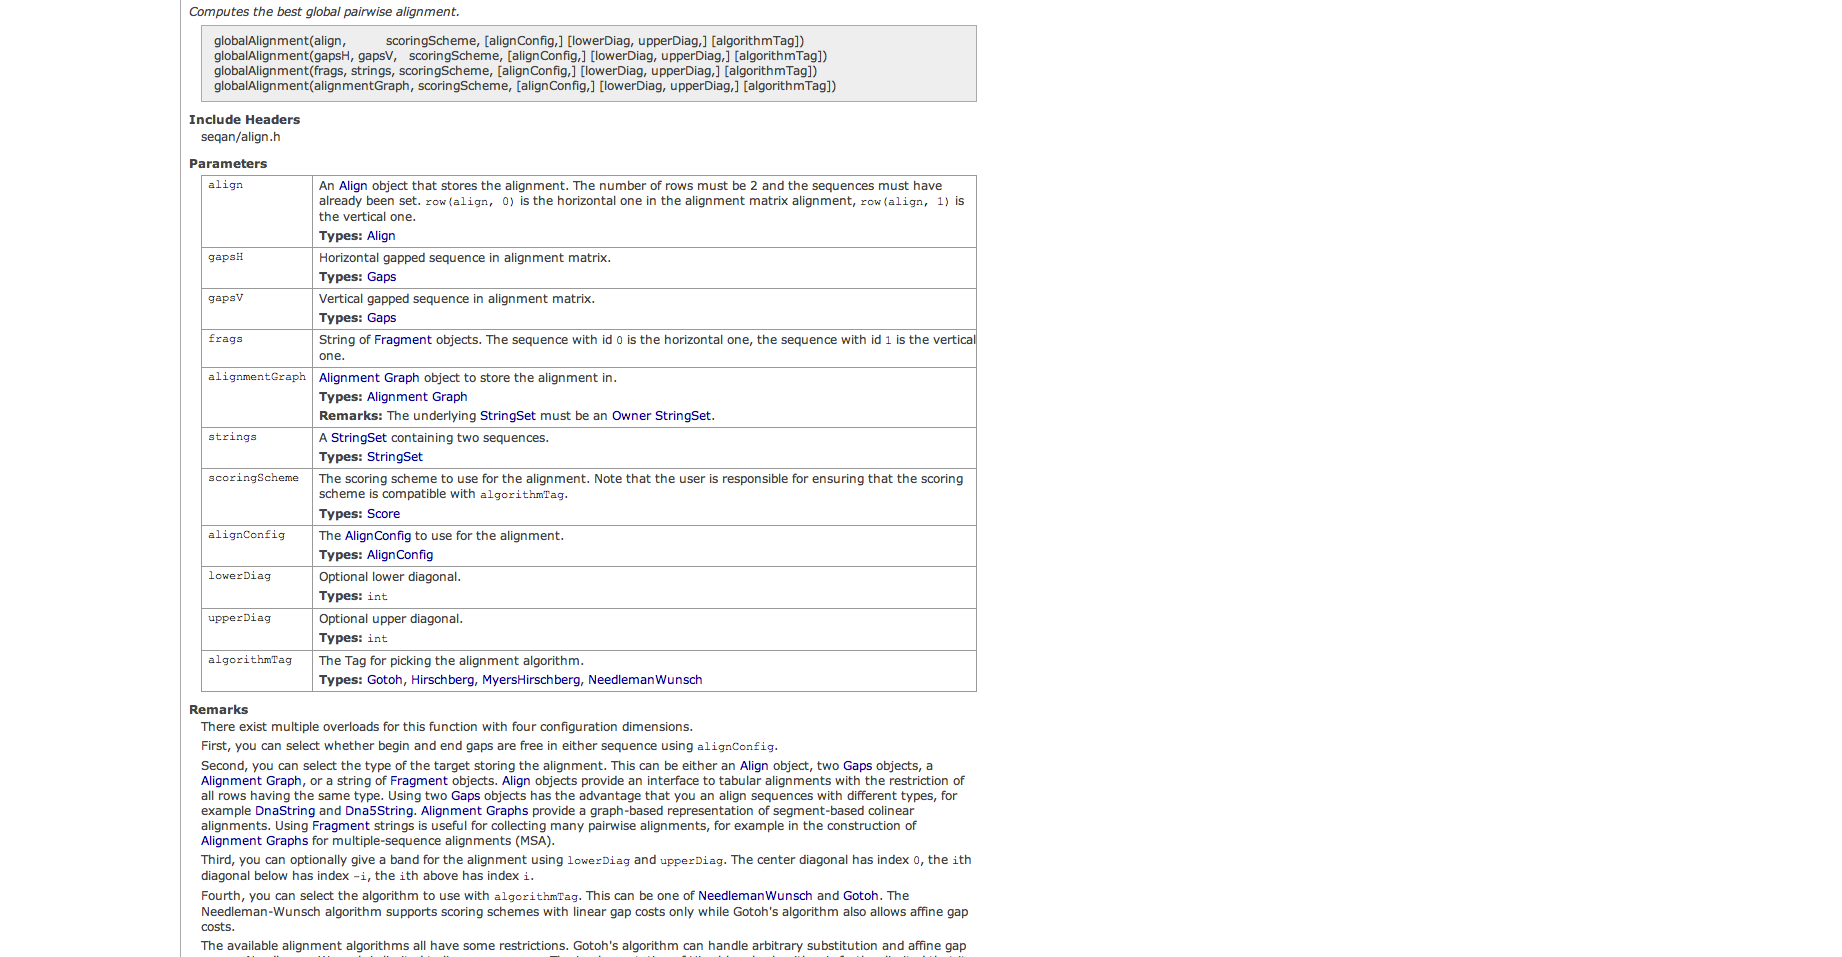 Computes the best global pairwise alignment.
globalAlignment(align, scoringScheme, [alignConfig,] [lowerDiag, upperDiag,] [algorithmTag])
globalAlignment(gapsH, gapsV, scoringScheme, [alignConfig,] [lowerDiag, upperDiag,] [algorithmTag])
globalAlignment(frags, strings, scoringScheme, [alignConfig,] [lowerDiag, upperDiag,] [algorithmTag])
globalAlignment(alignmentGraph, scoringScheme, [alignConfig,] [lowerDiag, upperDiag,] [algorithmTag])
Include Headers
seqan/align.h
Parameters
align
An Align object that stores the alignment. The number of rows must be 2 and the sequences must have
already been set. row(align, 0) is the horizontal one in the alignment matrix alignment, row(align, 1) is
the vertical one.
Types: Align
gapsH
Horizontal gapped sequence in alignment matrix.
Types: Gaps
gapsV
Vertical gapped sequence in alignment matrix.
Types: Gaps
frags
String of Fragment objects. The sequence with id 0 is the horizontal one, the sequence with id 1 is the vertical
one.
alignmentGraph
Alignment Graph object to store the alignment in.
Types: Alignment Graph
Remarks: The underlying StringSet must be an Owner StringSet.
strings
A StringSet containing two sequences.
Types: StringSet
scoringScheme
The scoring scheme to use for the alignment. Note that the user is responsible for ensuring that the scoring
scheme is compatible with algorithmTag.
Types: Score
alignConfig
The AlignConfig to use for the alignment.
Types: AlignConfig
lowerDiag
Optional lower diagonal.
Types: int
upperDiag
Optional upper diagonal.
Types: int
algorithmTag
The Tag for picking the alignment algorithm.
Types: Gotoh, Hirschberg, MyersHirschberg, NeedlemanWunsch
Remarks
There exist multiple overloads for this function with four configuration dimensions.
First, you can select whether begin and end gaps are free in either sequence using alignConfig.
Second, you can select the type of the target storing the alignment. This can be either an Align object, two Gaps objects, a
Alignment Graph, or a string of Fragment objects. Align objects provide an interface to tabular alignments with the restriction of
all rows having the same type. Using two Gaps objects has the advantage that you an align sequences with different types, for
example DnaString and Dna5String. Alignment Graphs provide a graph-based representation of segment-based colinear
alignments. Using Fragment strings is useful for collecting many pairwise alignments, for example in the construction of
Alignment Graphs for multiple-sequence alignments (MSA).
Third, you can optionally give a band for the alignment using lowerDiag and upperDiag. The center diagonal has index 0, the ith
diagonal below has index -i, the ith above has index i.
Fourth, you can select the algorithm to use with algorithmTag. This can be one of NeedlemanWunsch and Gotoh. The
Needleman-Wunsch algorithm supports scoring schemes with linear gap costs only while Gotoh's algorithm also allows affine gap
costs.
The available alignment algorithms all have some restrictions. Gotoh's algorithm can handle arbitrary substitution and affine gap